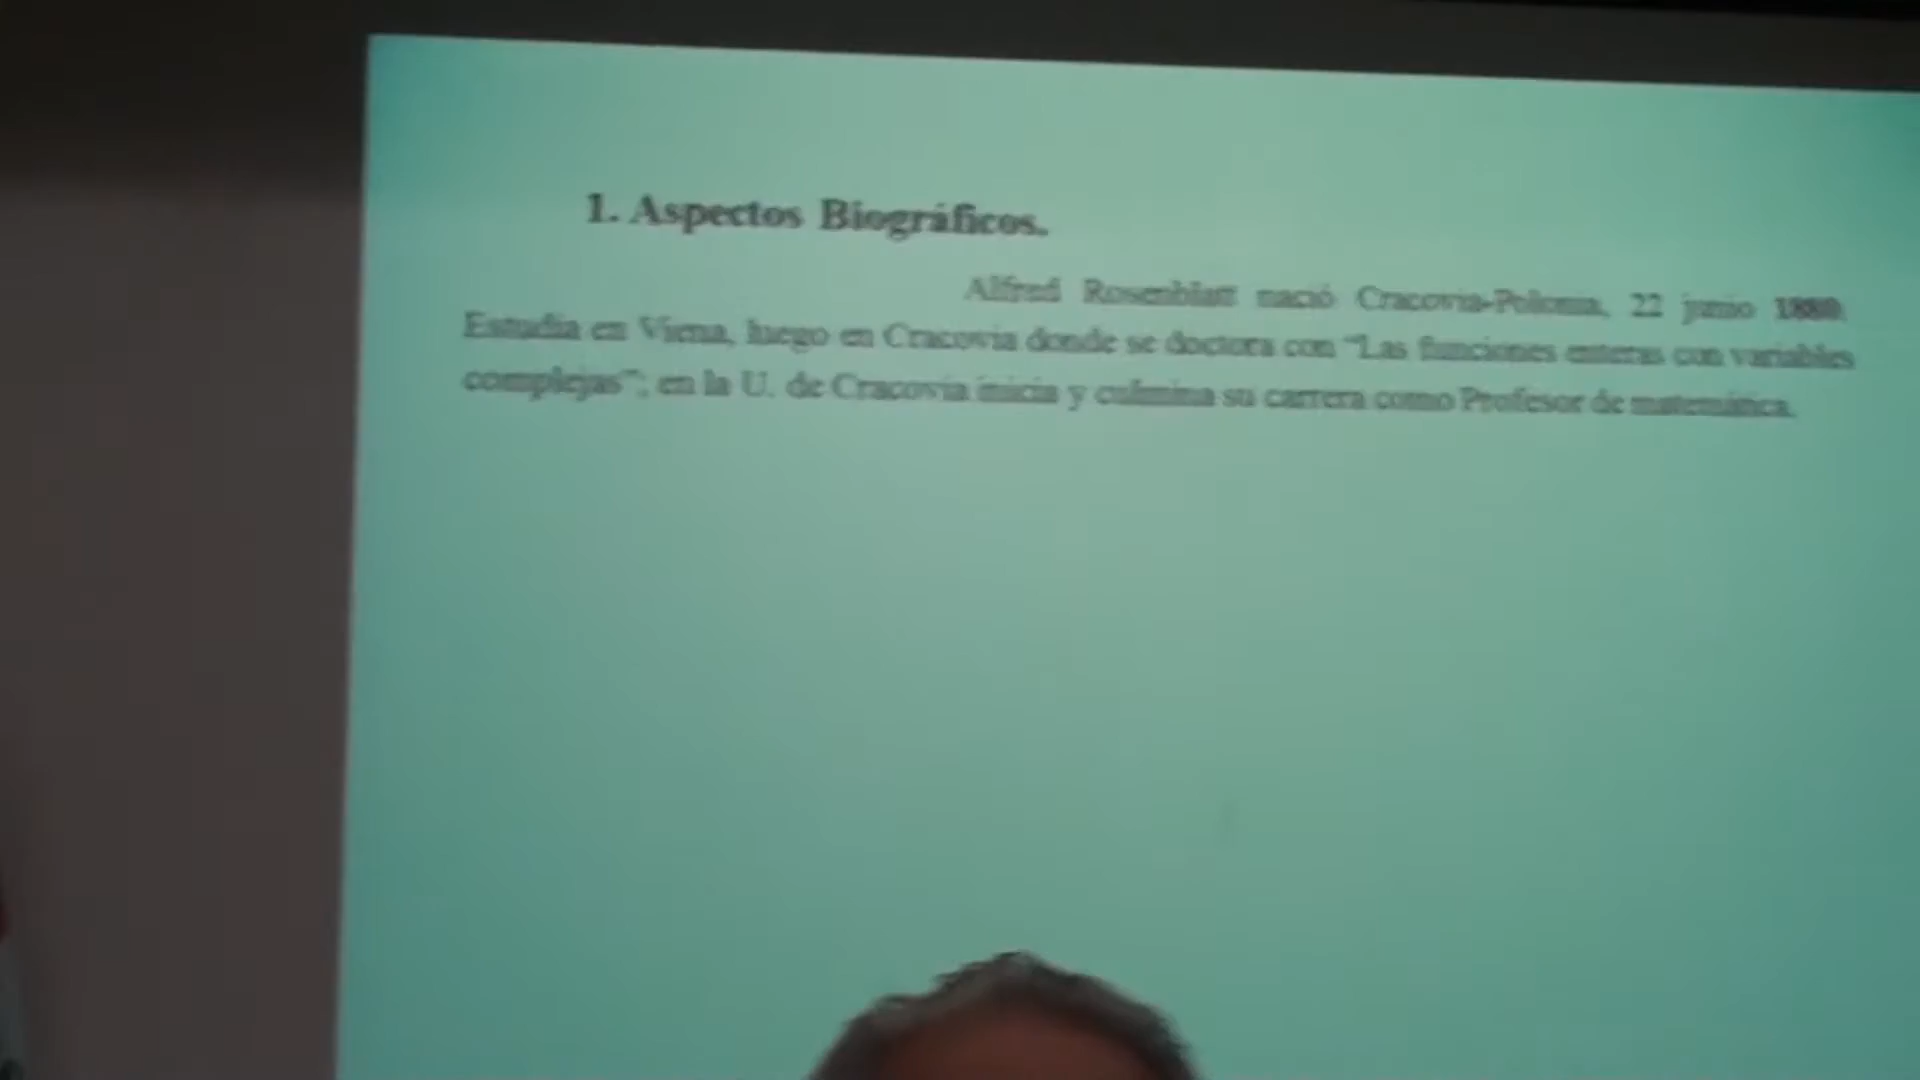 1. Aspectos Biográficos.
Alfred Rosenblatt nació Cracovia-Polonia, 22 junio 1880.
Estudia en Viena, luego en Cracovia donde se doctora con “Las funciones enteras con variables
complejas”; en la U. de Cracovia inicia y culmina su carrera como Profesor de matemática.